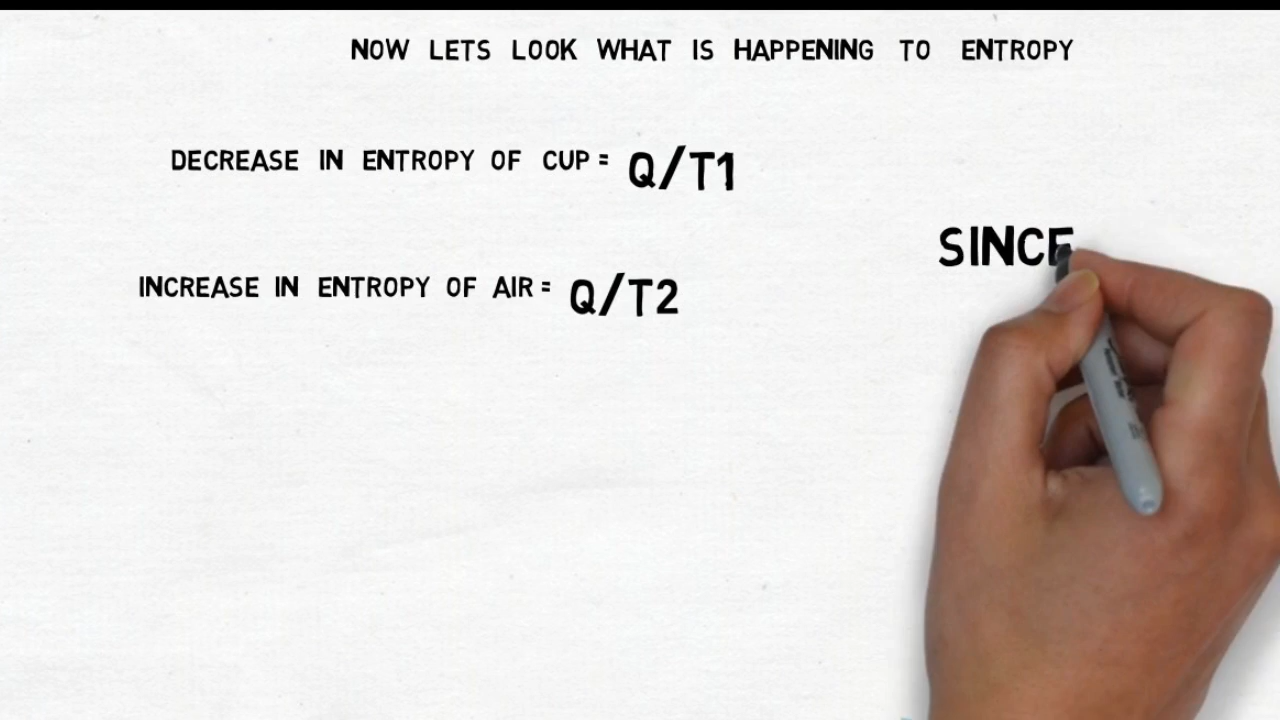 NOW LETS LOOK WHAT IS HAPPENING TO ENTROPY
DECREASE IN ENTROPY OF CUP = Q/T1
SINCE
INCREASE IN ENTROPY OF AIR = Q/T2